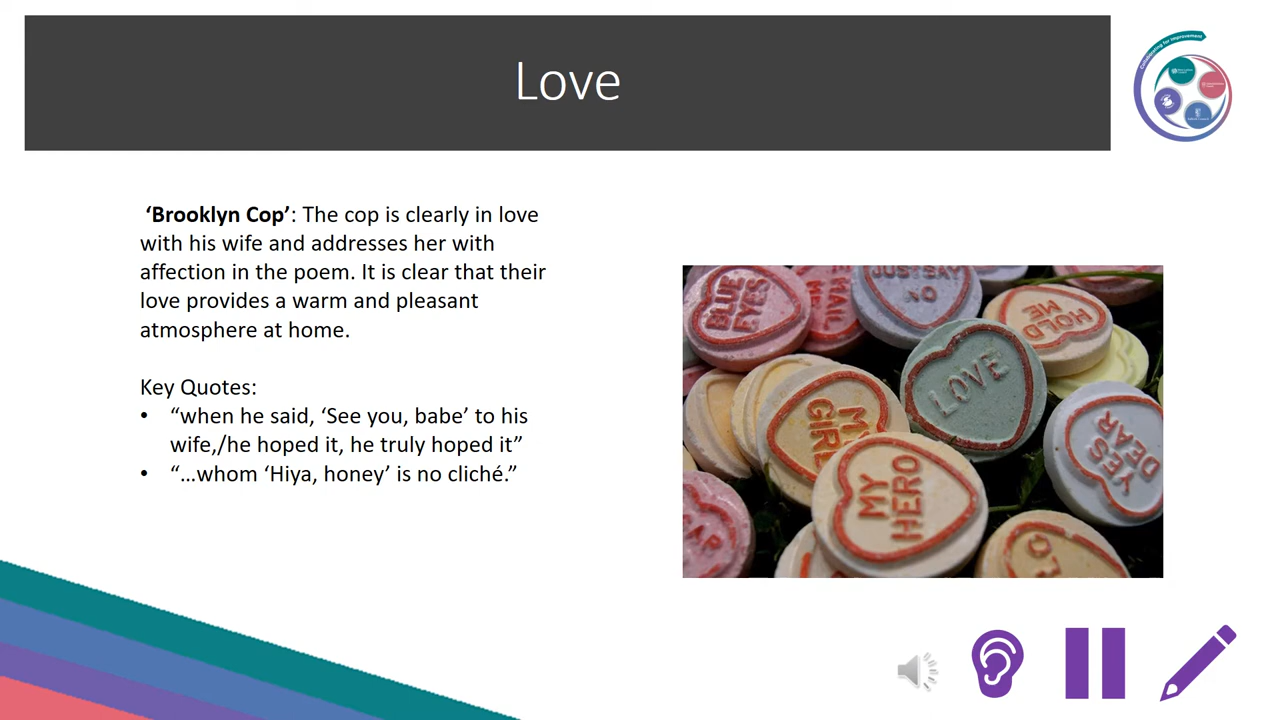 Love
Collaborating for Improvement
‘Brooklyn Cop’: The cop is clearly in love
with his wife and addresses her with
affection in the poem. It is clear that their
love provides a warm and pleasant
atmosphere at home.
Key Quotes:
• “when he said, ‘See you, babe’ to his
wife,/he hoped it, he truly hoped it”
• “…whom ‘Hiya, honey’ is no cliché.”
BLUE
EYES
JUST SAY
NO
HOLD
ME
LOVE
MY
GIRL
YES
DEAR
MY
HERO